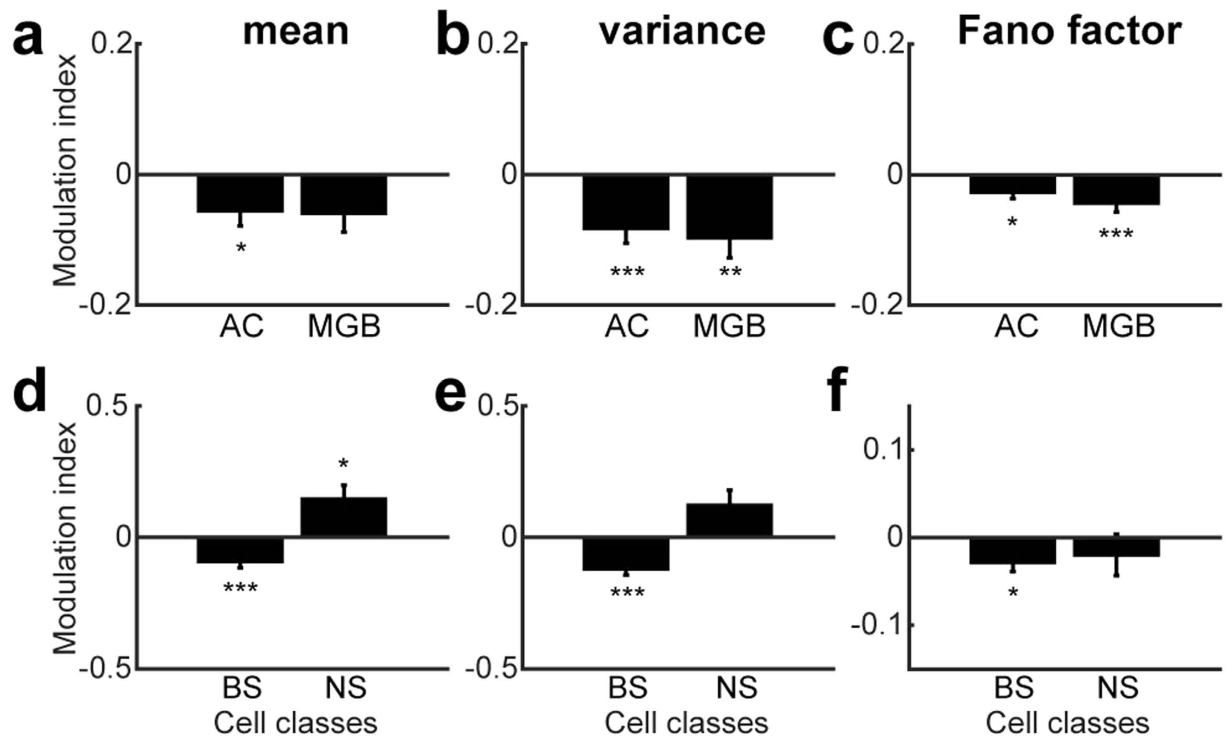 a mean b variance c Fano factor
0.2 0.2 0.2
Modulation index
0 0 0
* *** ** * ***
-0.2 -0.2 -0.2
AC MGB AC MGB AC MGB
d e f
0.5 0.5
0.1
Modulation index
*
0 0 0
*** *** *
-0.1
-0.5 -0.5
BS NS BS NS BS NS
Cell classes Cell classes Cell classes